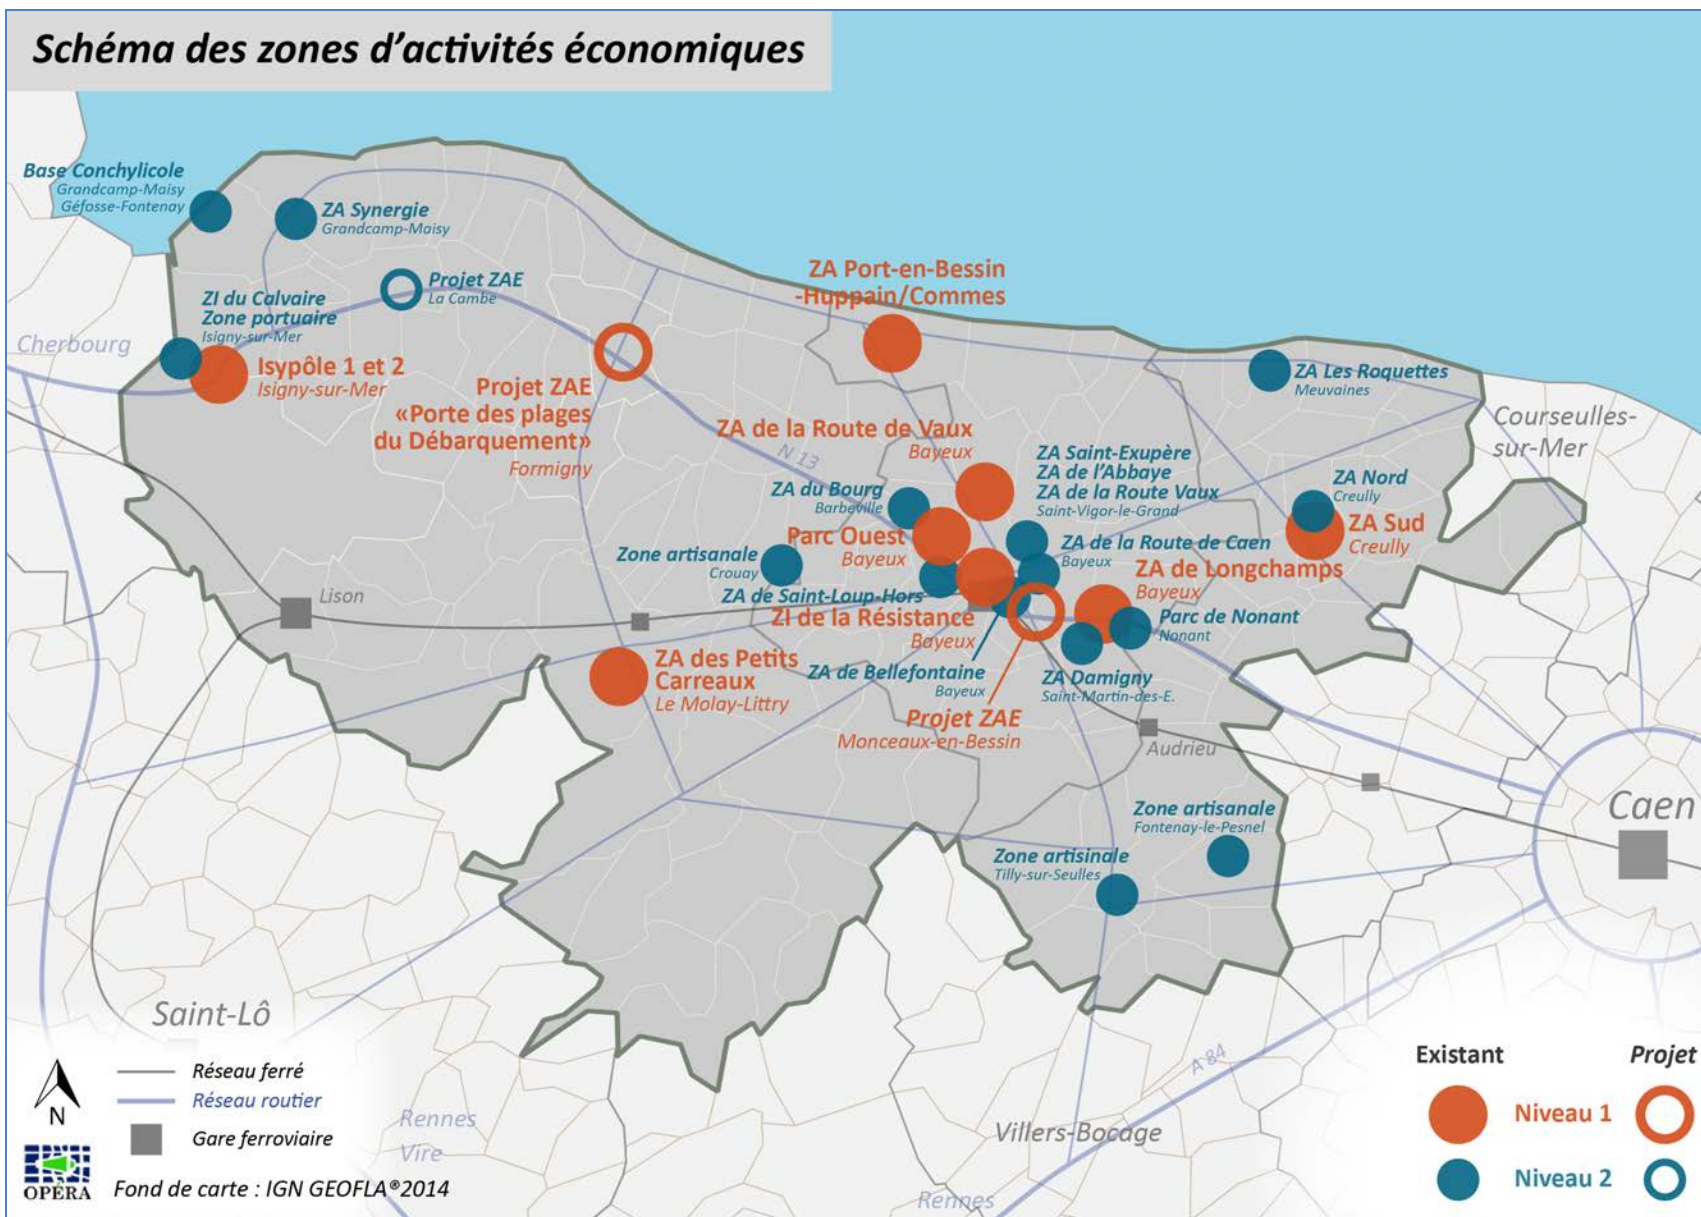 Schéma des zones d’activités économiques
Base Conchylicole
Grandcamp-Maisy
Géfosse-Fontenay
ZA Synergie
Grandcamp-Maisy
Projet ZAE
La Cambe
ZI du Calvaire
Zone portuaire
Isigny-sur-Mer
Cherbourg
Isypôle 1 et 2
Isigny-sur-Mer
Projet ZAE
«Porte des plages
du Débarquement»
Formigny
ZA Port-en-Bessin
-Huppain/Commes
ZA Les Roquettes
Meuvaines
Courseulles-
sur-Mer
ZA de la Route de Vaux
Bayeux
N 13
ZA Saint-Exupère
ZA de l’Abbaye
ZA de la Route Vaux
Saint-Vigor-le-Grand
ZA du Bourg
Barbeville
ZA Nord
Creully
ZA Sud
Creully
Parc Ouest
Bayeux
ZA de la Route de Caen
Bayeux
Zone artisanale
Crouay
ZA de Longchamps
Bayeux
ZA de Saint-Loup-Hors
Lison
ZI de la Résistance
Bayeux
Parc de Nonant
Nonant
ZA des Petits
Carreaux
Le Molay-Littry
ZA de Bellefontaine
Bayeux
ZA Damigny
Saint-Martin-des-E.
Projet ZAE
Monceaux-en-Bessin
Audrieu
Caen
Zone artisanale
Fontenay-le-Pesnel
Zone artisinale
Tilly-sur-Seulles
Saint-Lô
A 84
Villers-Bocage
Rennes
Vire
Rennes
N
Réseau ferré
Réseau routier
Gare ferroviaire
OPÉRA
Fond de carte : IGN GEOFLA®2014
Existant
Projet
Niveau 1
Niveau 2